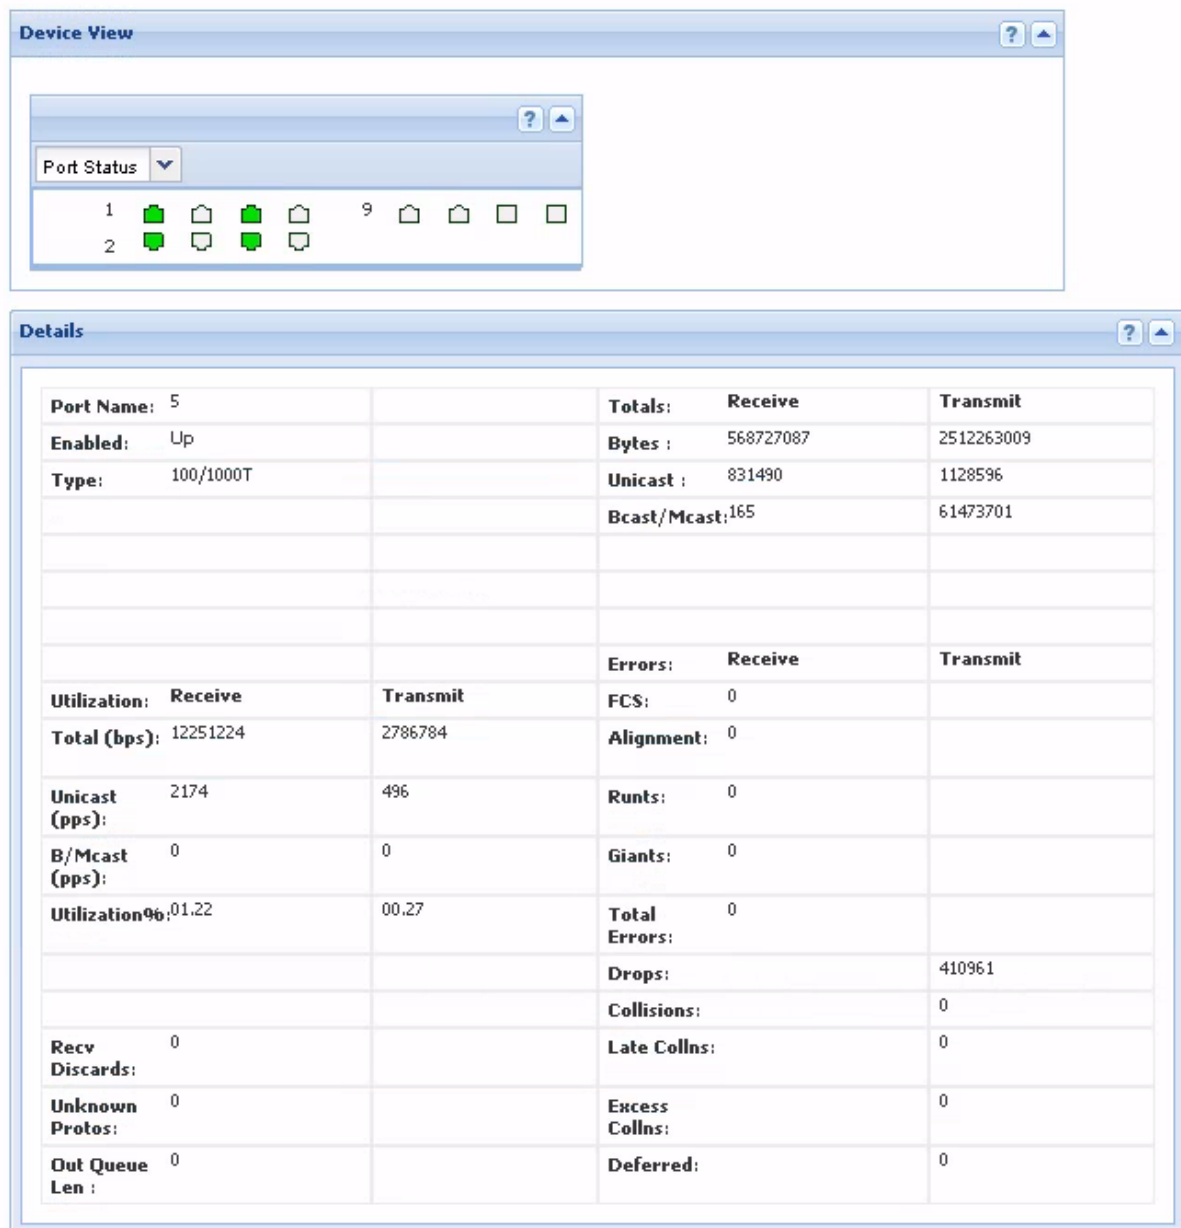 Device View
?
?
Port Status
1 9
2
Details
?
Port Name: 5 Totals: Receive Transmit
Enabled: Up Bytes : 568727087 2512263009
Type: 100/1000T Unicast : 831490 1128596
Bcast/Mcast: 165 61473701
Errors: Receive Transmit
Utilization: Receive Transmit FCS: 0
Total (bps): 12251224 2786784 Alignment: 0
Unicast (pps): 2174 496 Runts: 0
B/Mcast (pps): 0 0 Giants: 0
Utilization%: 01.22 00.27 Total Errors: 0
Drops: 410961
Collisions: 0
Recv Discards: 0 Late Collns: 0
Unknown Protos: 0 Excess Collns: 0
Out Queue Len : 0 Deferred: 0